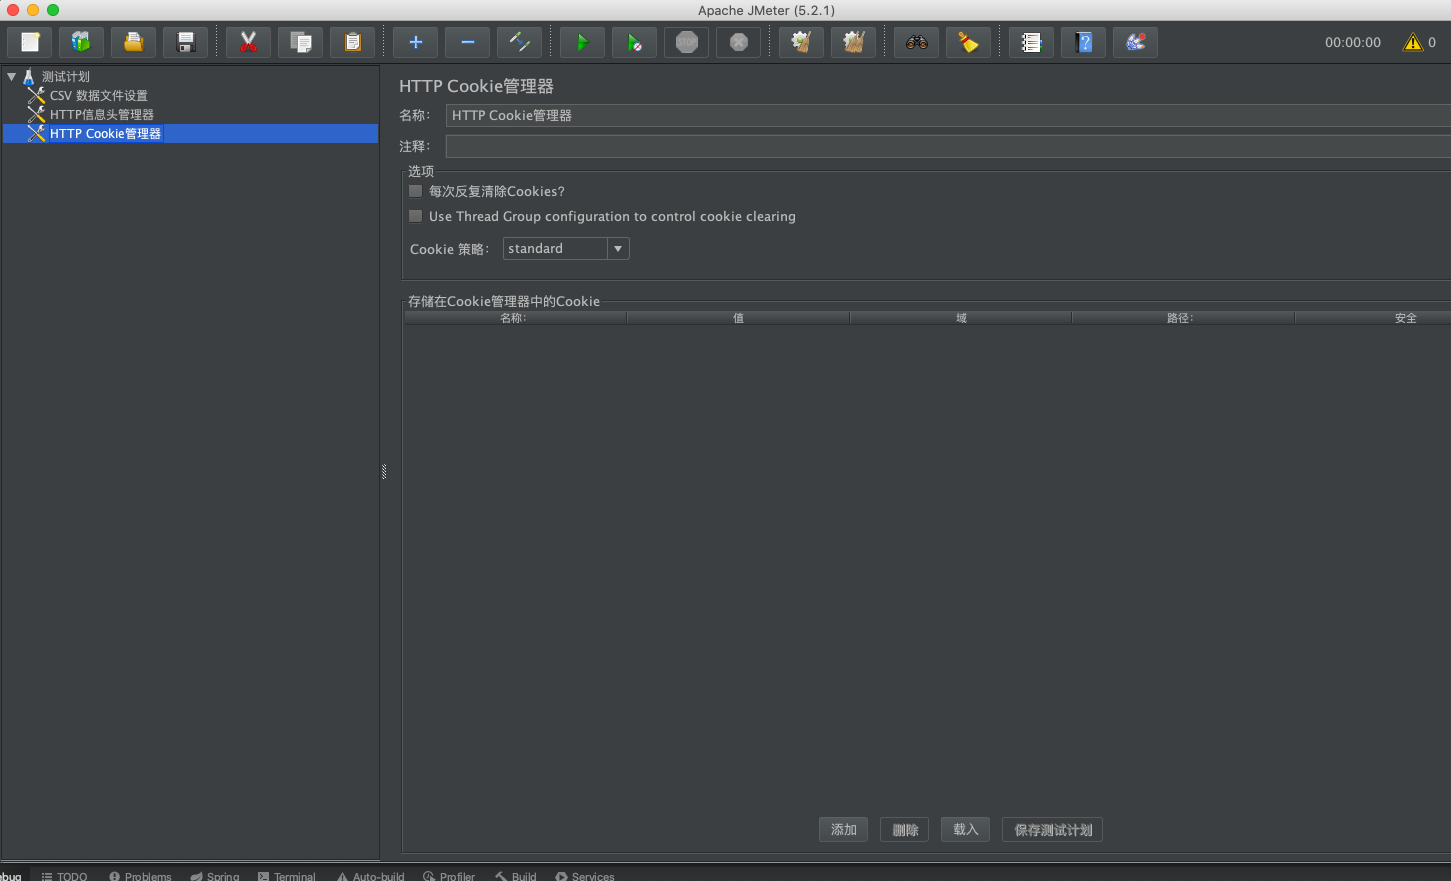 Apache JMeter (5.2.1)
STOP
00:00:00
0
测试计划
CSV 数据文件设置
HTTP信息头管理器
HTTP Cookie管理器
HTTP Cookie管理器
名称： HTTP Cookie管理器
注释：
选项
每次反复清除Cookies?
Use Thread Group configuration to control cookie clearing
Cookie 策略： standard
存储在Cookie管理器中的Cookie
名称： 值 域 路径： 安全
添加 删除 载入 保存测试计划
ebug TODO Problems Spring Terminal Auto-build Profiler Build Services